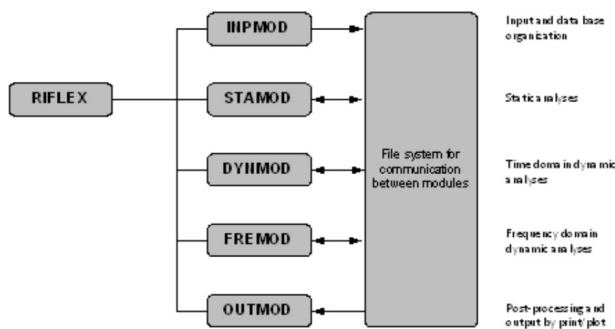 INPMOD
Input and data base
organization
RIFLEX
STAMOD
Static analyses
DYNMOD
File system for
communication
between modules
Time domain dynamic
analyses
FREMOD
Frequency domain
dynamic analyses
OUTMOD
Post-processing and
output by print/plot